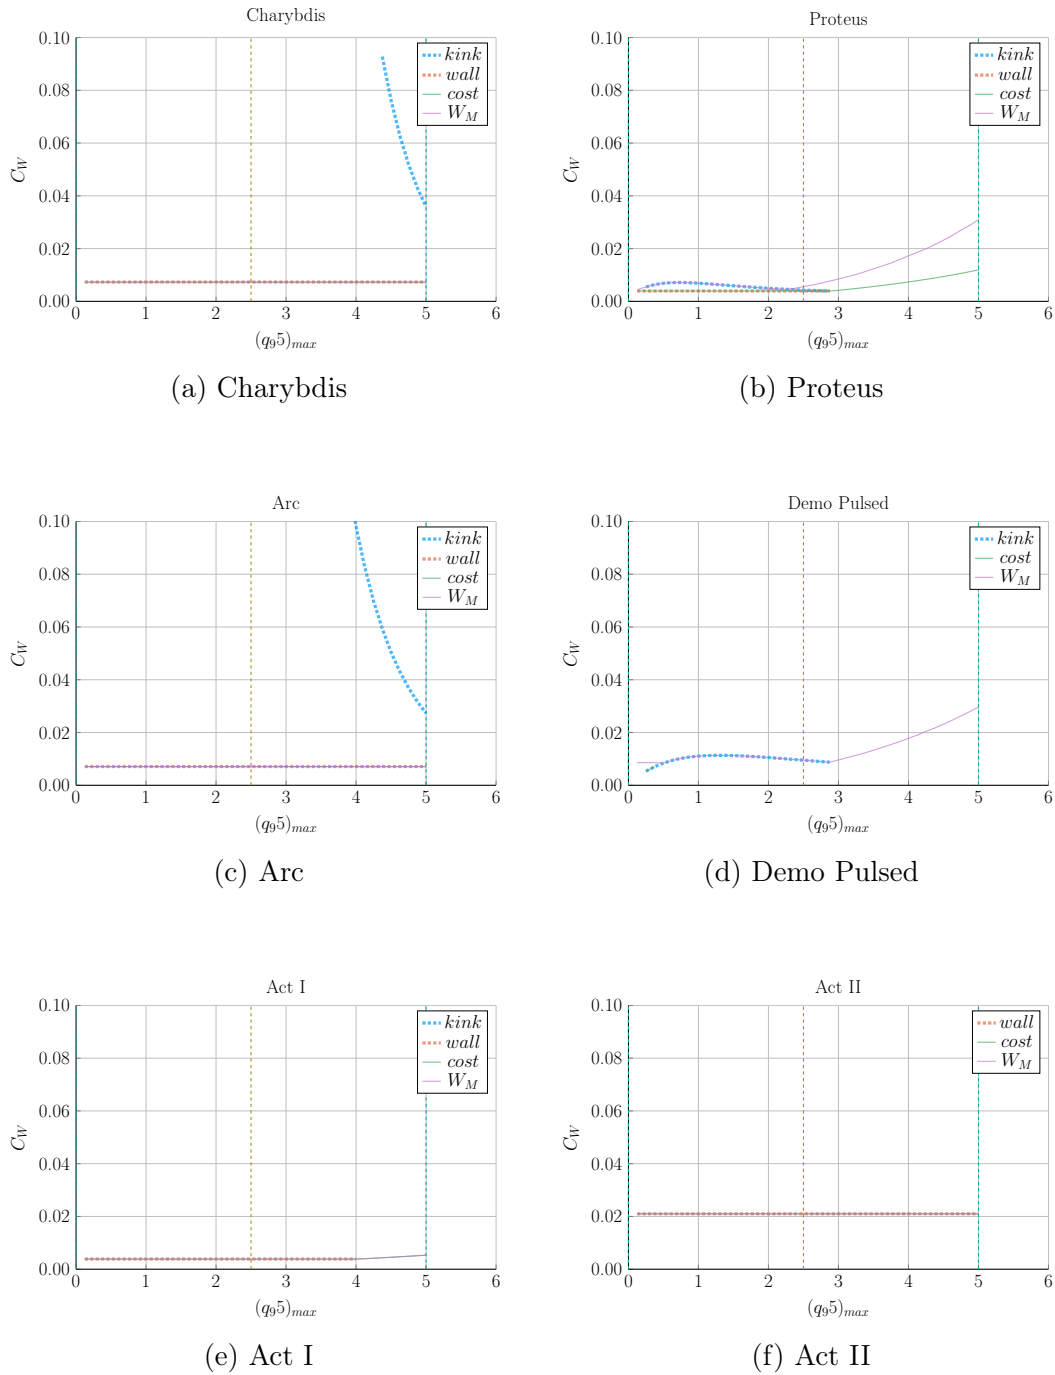 Charybdis
0.10
0.08
0.06
0.04
0.02
0.00
C_W
kink
wall
cost
W_M
0 1 2 3 4 5 6
(q_95)_{max}
(a) Charybdis
Proteus
0.10
0.08
0.06
0.04
0.02
0.00
C_W
kink
wall
cost
W_M
0 1 2 3 4 5 6
(q_95)_{max}
(b) Proteus
Arc
0.10
0.08
0.06
0.04
0.02
0.00
C_W
kink
wall
cost
W_M
0 1 2 3 4 5 6
(q_95)_{max}
(c) Arc
Demo Pulsed
0.10
0.08
0.06
0.04
0.02
0.00
C_W
kink
cost
W_M
0 1 2 3 4 5 6
(q_95)_{max}
(d) Demo Pulsed
Act I
0.10
0.08
0.06
0.04
0.02
0.00
C_W
kink
wall
cost
W_M
0 1 2 3 4 5 6
(q_95)_{max}
(e) Act I
Act II
0.10
0.08
0.06
0.04
0.02
0.00
C_W
wall
cost
W_M
0 1 2 3 4 5 6
(q_95)_{max}
(f) Act II